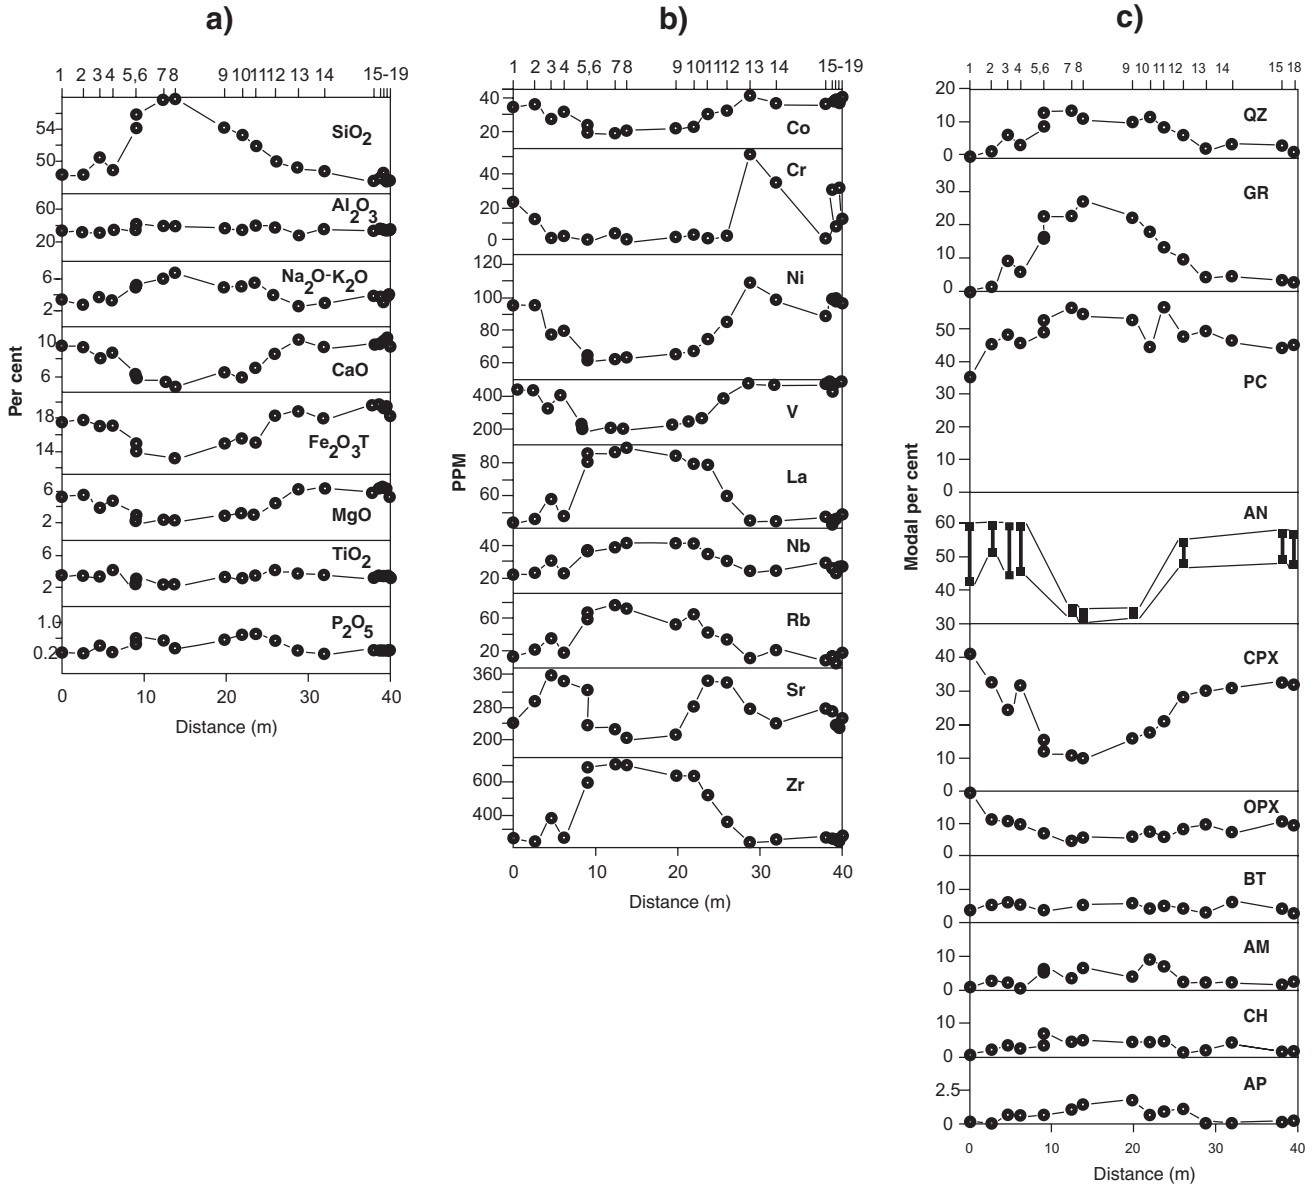 a)
1 2 3 4 5,6 7 8 9 10 11 12 13 14 15-19
54
50
SiO2
60
20
Al2O3
6
2
Na2O-K2O
10
6
CaO
18
14
Fe2O3T
6
2
MgO
6
2
TiO2
1.0
0.2
P2O5
Per cent
0 10 20 30 40
Distance (m)
b)
1 2 3 4 5,6 7 8 9 10 11 12 13 14 15-19
40
20
Co
40
20
0
Cr
120
100
80
60
Ni
400
200
V
80
60
La
40
20
Nb
60
20
Rb
360
280
200
Sr
600
400
Zr
PPM
0 10 20 30 40
Distance (m)
c)
1 2 3 4 5,6 7 8 9 10 11 12 13 14 15 18
20
10
0
QZ
30
20
10
0
GR
50
40
30
0
PC
60
50
40
30
AN
40
30
20
10
0
CPX
10
0
OPX
10
0
BT
10
0
AM
10
0
CH
2.5
0
AP
Modal per cent
0 10 20 30 40
Distance (m)